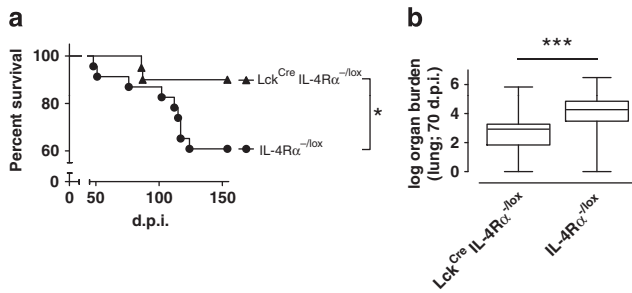 a
Percent survival
100
80
60
0
0
50
100
150
d.p.i.
Lck^Cre IL-4Rα^−/lox
IL-4Rα^−/lox
*
b
***
log organ burden
(lung; 70 d.p.i.)
6
4
2
0
Lck^Cre IL-4Rα^-/lox
IL-4Rα^-/lox